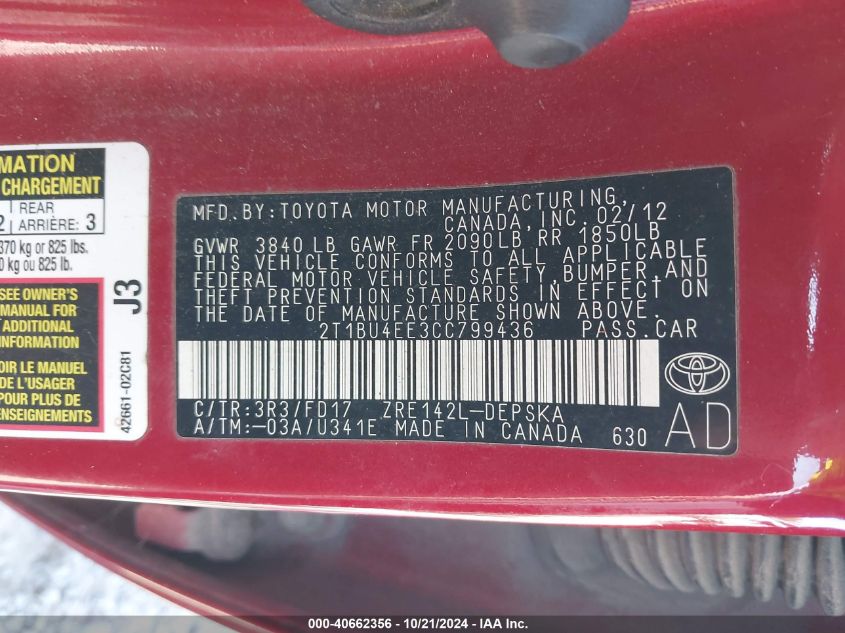 MATION
CHARGEMENT
2 REAR
ARRIÈRE: 3
370 kg or 825 lbs.
0 kg ou 825 lb.
SEE OWNER'S
MANUAL FOR
ADDITIONAL
INFORMATION
OIR LE MANUEL
DE L'USAGER
POUR PLUS DE
RENSEIGNEMENTS
J3
42661-02C81
MFD.BY:TOYOTA MOTOR MANUFACTURING,
CANADA,INC. 02/12
GVWR 3840LB GAWR FR 2090LB RR 1850LB
THIS VEHICLE CONFORMS TO ALL APPLICABLE
FEDERAL MOTOR VEHICLE SAFETY,BUMPER,AND
THEFT PREVENTION STANDARDS IN EFFECT ON
THE DATE OF MANUFACTURE SHOWN ABOVE.
2T1BU4EE3CC799436 PASS.CAR
C/TR:3R3/FD17 ZRE142L-DEPSKA
A/TM:-03A/U341E MADE IN CANADA 630
AD
000-40662356 - 10/21/2024 - IAA Inc.